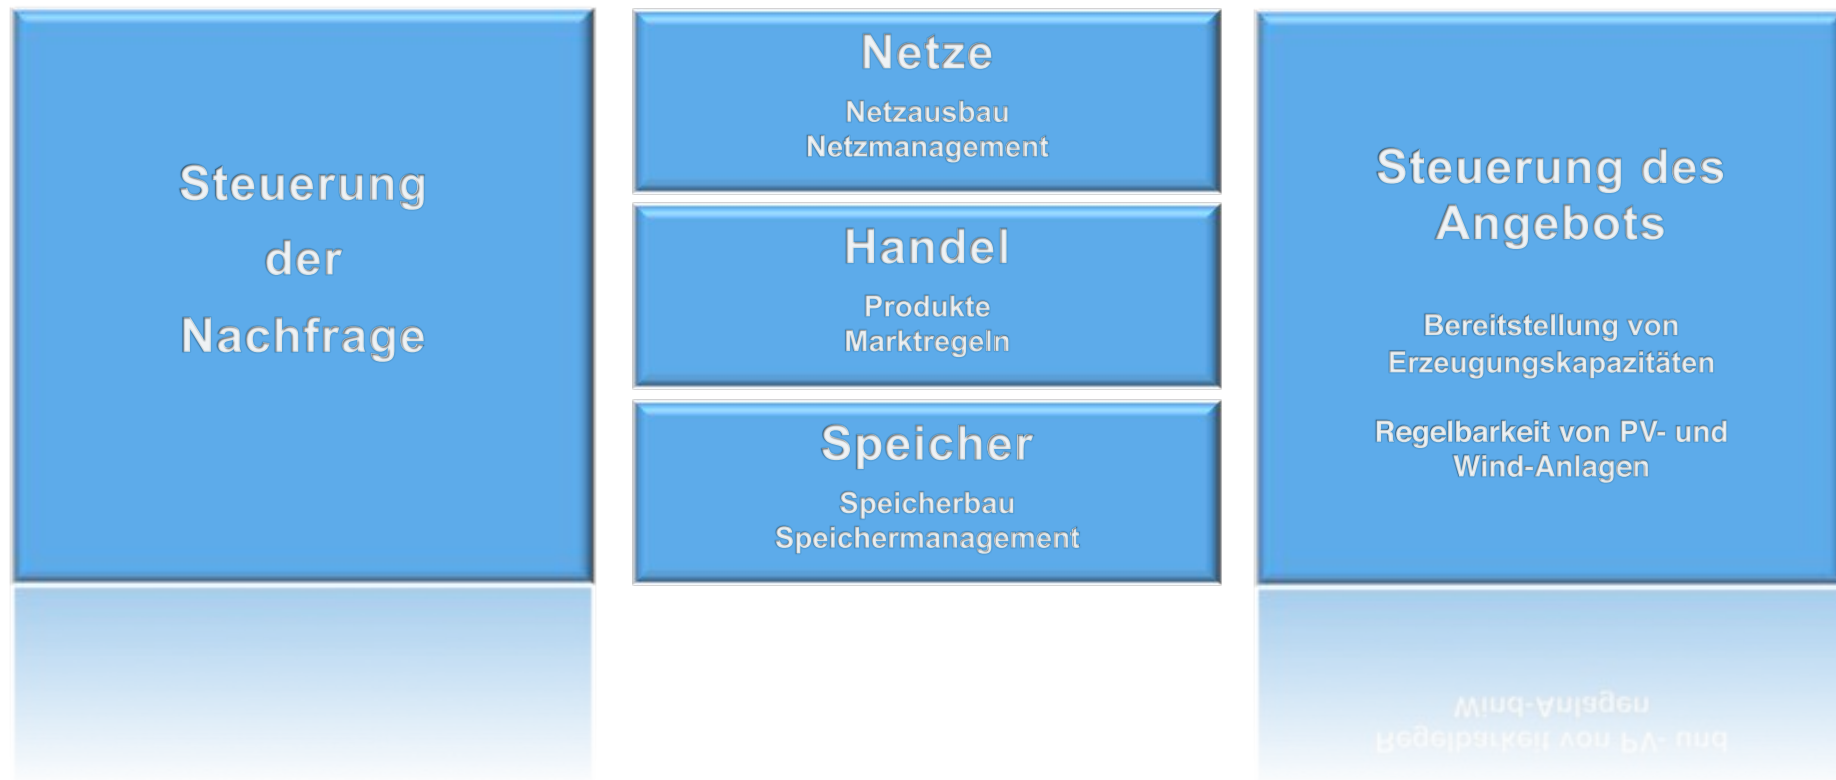 Steuerung
der
Nachfrage
Netze
Netzausbau
Netzmanagement
Handel
Produkte
Marktregeln
Speicher
Speicherbau
Speichermanagement
Steuerung des
Angebots
Bereitstellung von
Erzeugungskapazitäten
Regelbarkeit von PV- und
Wind-Anlagen